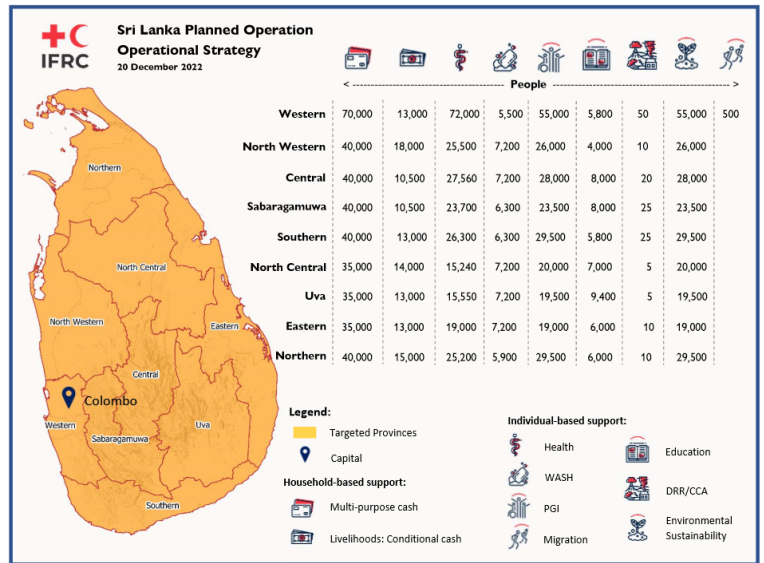 Sri Lanka Planned Operation
Operational Strategy
20 December 2022
IFRC
< People >
Western 70,000 13,000 72,000 5,500 55,000 5,800 50 55,000 500
North Western 40,000 18,000 25,500 7,200 26,000 4,000 10 26,000
Central 40,000 10,500 27,560 7,200 28,000 8,000 20 28,000
Sabaragamuwa 40,000 10,500 23,700 6,300 23,500 8,000 25 23,500
Southern 40,000 13,000 26,300 6,300 29,500 5,800 25 29,500
North Central 35,000 14,000 15,240 7,200 20,000 7,000 5 20,000
Uva 35,000 13,000 15,550 7,200 19,500 9,400 5 19,500
Eastern 35,000 13,000 19,000 7,200 19,000 6,000 10 19,000
Northern 40,000 15,000 25,200 5,900 29,500 6,000 10 29,500
Northern
North Central
North Western
Eastern
Central
Colombo
Western
Sabaragamuwa
Uva
Southern
Legend:
Targeted Provinces
Capital
Household-based support:
Multi-purpose cash
Livelihoods: Conditional cash
Individual-based support:
Health
WASH
PGI
Migration
Education
DRR/CCA
Environmental
Sustainability